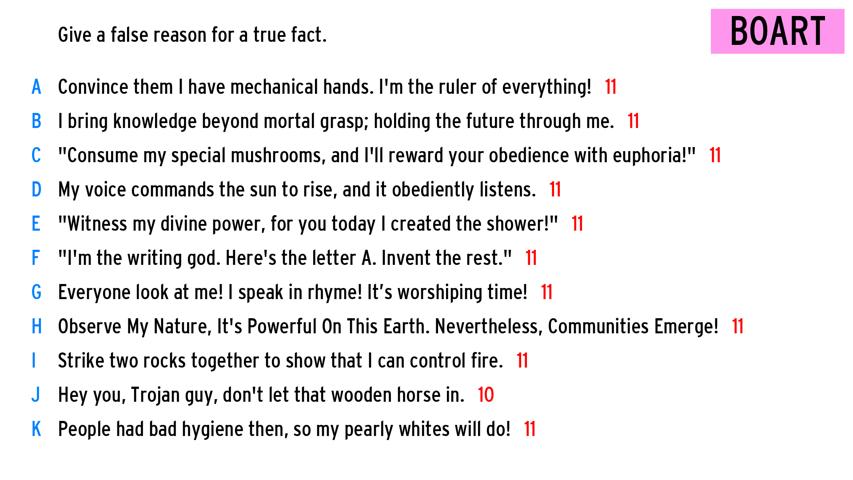 Give a false reason for a true fact.
BOART
A Convince them I have mechanical hands. I'm the ruler of everything! 11
B I bring knowledge beyond mortal grasp; holding the future through me. 11
C "Consume my special mushrooms, and I'll reward your obedience with euphoria!" 11
D My voice commands the sun to rise, and it obediently listens. 11
E "Witness my divine power, for you today I created the shower!" 11
F "I'm the writing god. Here's the letter A. Invent the rest." 11
G Everyone look at me! I speak in rhyme! It’s worshiping time! 11
H Observe My Nature, It's Powerful On This Earth. Nevertheless, Communities Emerge! 11
I Strike two rocks together to show that I can control fire. 11
J Hey you, Trojan guy, don't let that wooden horse in. 10
K People had bad hygiene then, so my pearly whites will do! 11